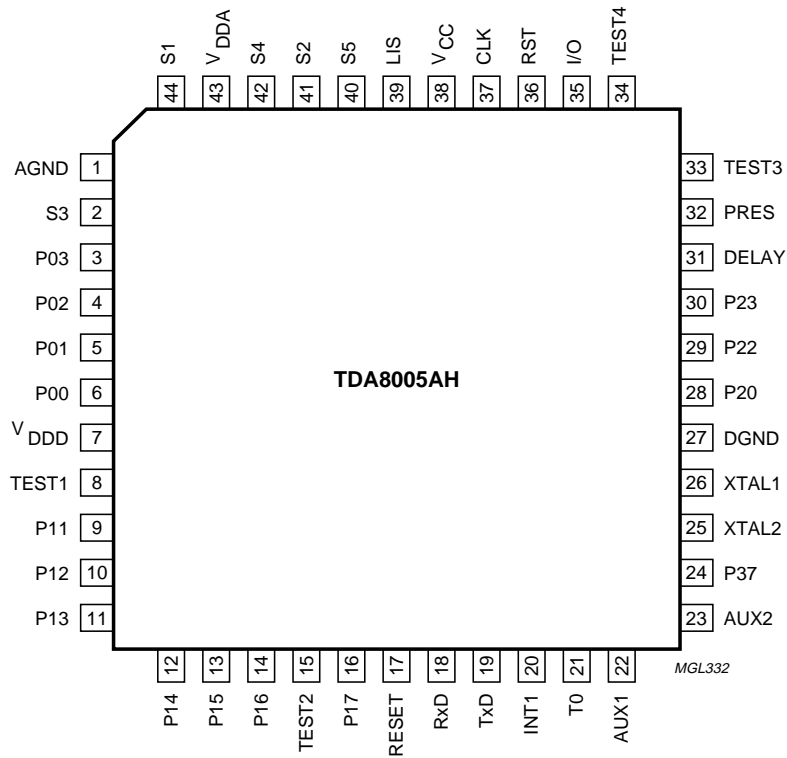 S1 VDDA S4 S2 S5 LIS VCC CLK RST I/O TEST4
44 43 42 41 40 39 38 37 36 35 34
AGND 1 33 TEST3
S3 2 32 PRES
P03 3 31 DELAY
P02 4 30 P23
P01 5 29 P22
TDA8005AH
P00 6 28 P20
VDDD 7 27 DGND
TEST1 8 26 XTAL1
P11 9 25 XTAL2
P12 10 24 P37
P13 11 23 AUX2
12 13 14 15 16 17 18 19 20 21 22
P14 P15 P16 TEST2 P17 RESET RxD TxD INT1 T0 AUX1
MGL332